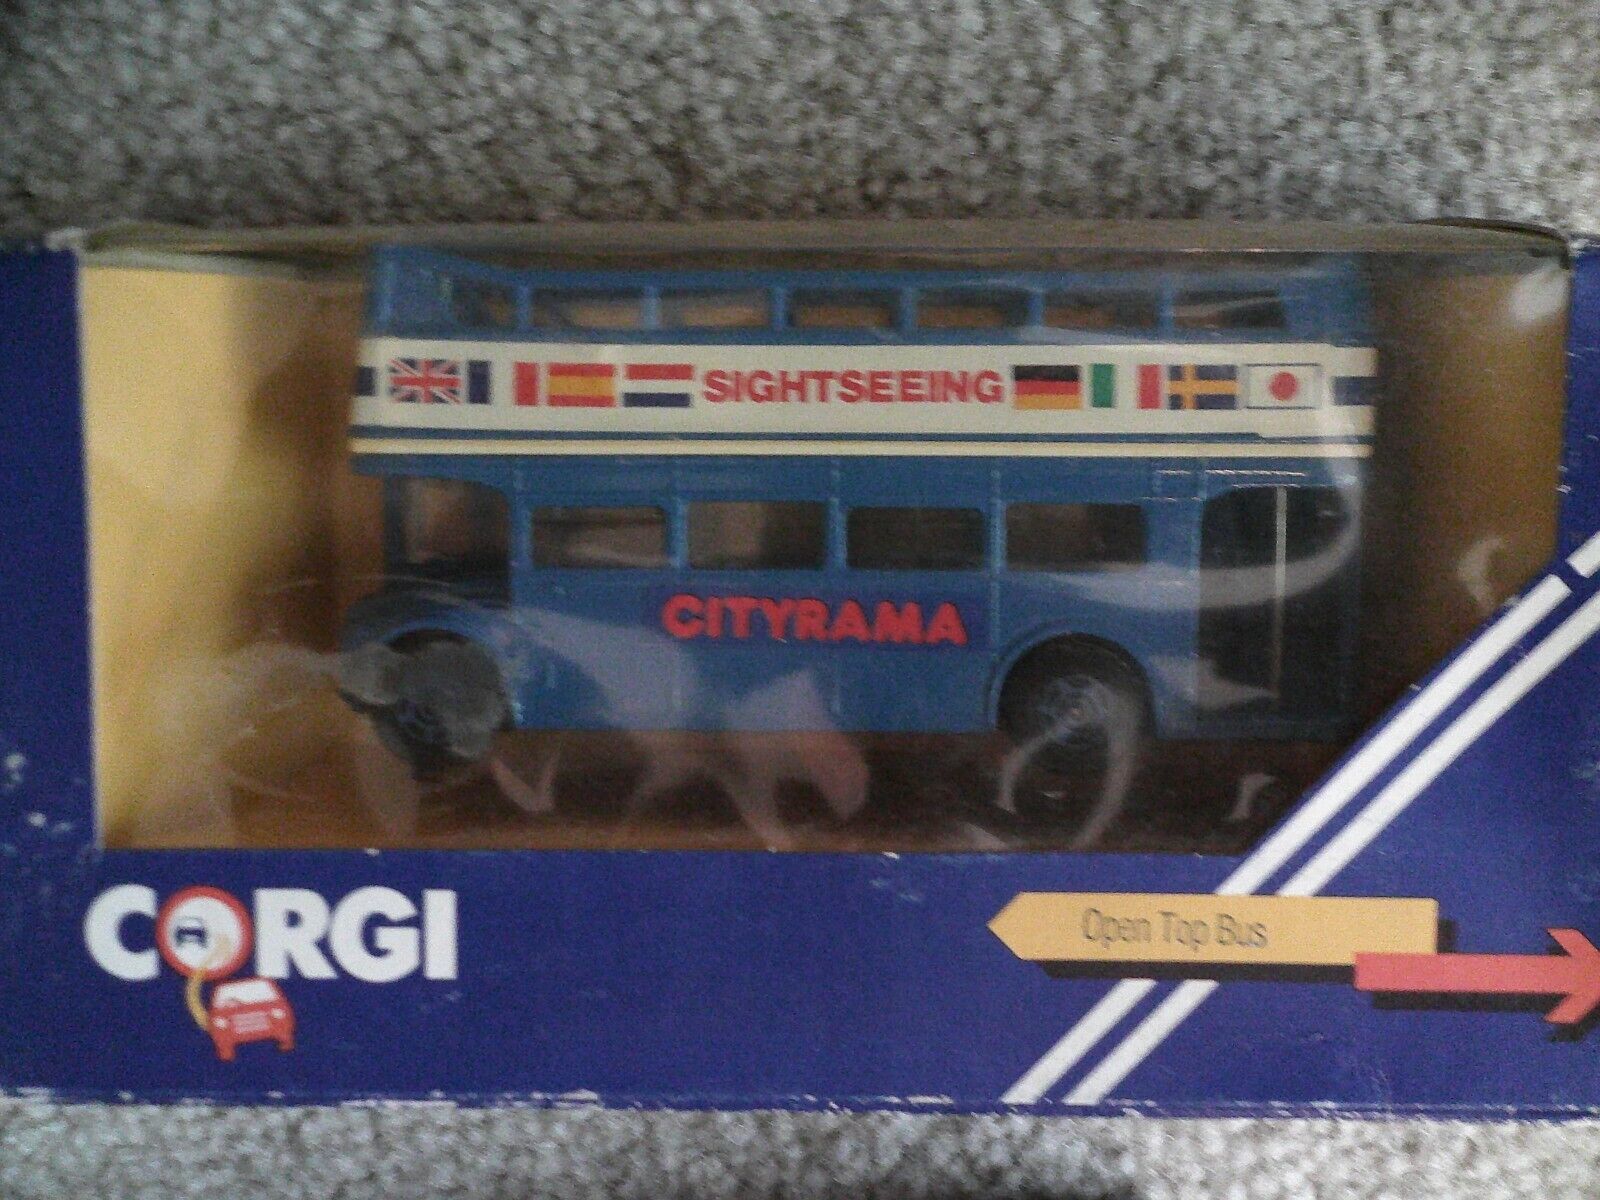 SIGHTSEEING
CITYRAMA
CORGI
Open Top Bus